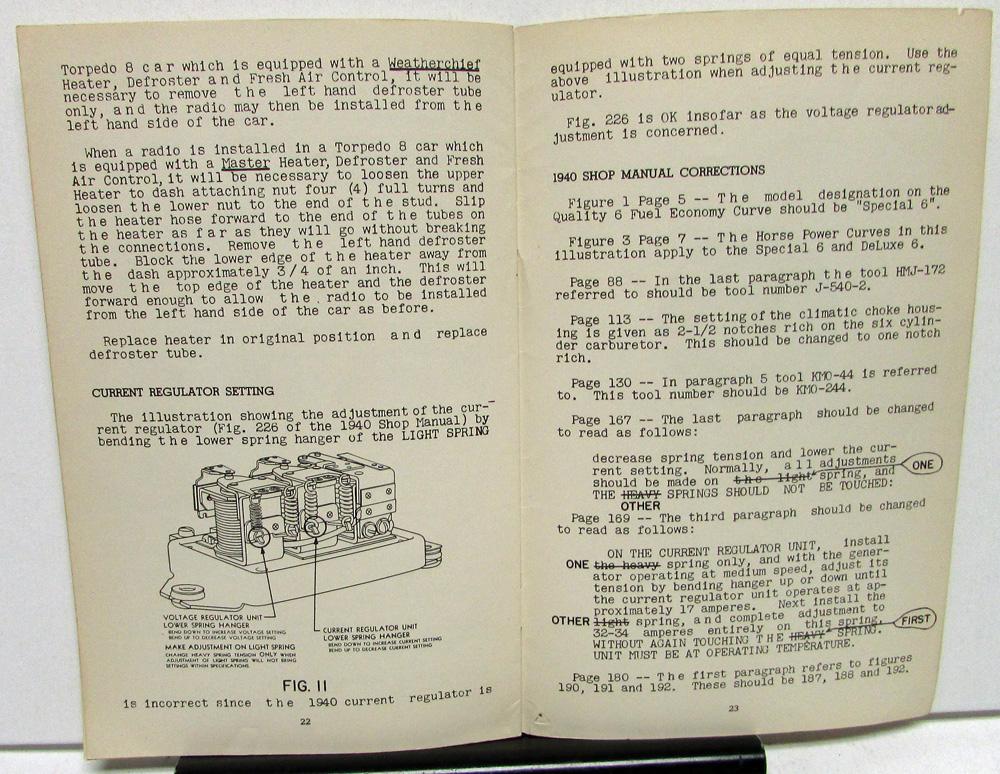 Torpedo 8 car which is equipped with a Weatherchief
Heater, Defroster and Fresh Air Control, it will be
necessary to remove the left hand defroster tube
only, and the radio may then be installed from the
left hand side of the car.
When a radio is installed in a Torpedo 8 car which
is equipped with a Master Heater, Defroster and Fresh
Air Control, it will be necessary to loosen the upper
Heater to dash attaching nut four (4) full turns and
loosen the lower nut to the end of the stud. Slip
the heater hose forward to the end of the tubes on
the heater as far as they will go without breaking
the connections. Remove the left hand defroster
tube. Block the lower edge of the heater away from
the dash approximately 3/4 of an inch. This will
move the top edge of the heater and the defroster
forward enough to allow the radio to be installed
from the left hand side of the car as before.
Replace heater in original position and replace
defroster tube.
CURRENT REGULATOR SETTING
The illustration showing the adjustment of the cur-
rent regulator (Fig. 226 of the 1940 Shop Manual) by
bending the lower spring hanger of the LIGHT SPRING
VOLTAGE REGULATOR UNIT
LOWER SPRING HANGER
BEND DOWN TO INCREASE VOLTAGE SETTING
BEND UP TO DECREASE VOLTAGE SETTING
MAKE ADJUSTMENT ON LIGHT SPRING
CHANGE HEAVY SPRING TENSION ONLY WHEN
ADJUSTMENT OF LIGHT SPRING WILL NOT BRING
SETTINGS WITHIN SPECIFICATIONS
CURRENT REGULATOR UNIT
LOWER SPRING HANGER
BEND DOWN TO INCREASE CURRENT SETTING
BEND UP TO DECREASE CURRENT SETTING
FIG. 11
is incorrect since the 1940 current regulator is
22
equipped with two springs of equal tension. Use the
above illustration when adjusting the current reg-
ulator.
Fig. 226 is OK insofar as the voltage regulator ad-
justment is concerned.
1940 SHOP MANUAL CORRECTIONS
Figure 1 Page 5 -- The model designation on the
Quality 6 Fuel Economy Curve should be "Special 6".
Figure 3 Page 7 -- The Horse Power Curves in this
illustration apply to the Special 6 and DeLuxe 6.
Page 88 -- In the last paragraph the tool HMJ-172
referred to should be tool number J-540-2.
Page 113 -- The setting of the climatic choke hous-
ing is given as 2-1/2 notches rich on the six cylin-
der carburetor. This should be changed to one notch
rich.
Page 130 -- In paragraph 5 tool KMO-44 is referred
to. This tool number should be KMO-244.
Page 167 -- The last paragraph should be changed
to read as follows:
decrease spring tension and lower the cur-
rent setting. Normally, all adjustments
should be made on the light spring, and ONE
THE HEAVY SPRINGS SHOULD NOT BE TOUCHED:
OTHER
Page 169 -- The third paragraph should be changed
to read as follows:
ON THE CURRENT REGULATOR UNIT, install
ONE the heavy spring only, and with the gener-
ator operating at medium speed, adjust its
tension by bending hanger up or down until
the current regulator unit operates at ap-
proximately 17 amperes. Next install the
OTHER light spring, and complete adjustment to
32-34 amperes entirely on this spring, FIRST
WITHOUT AGAIN TOUCHING THE HEAVY SPRING.
UNIT MUST BE AT OPERATING TEMPERATURE.
Page 180 -- The first paragraph refers to figures
190, 191 and 192. These should be 187, 188 and 192.
23